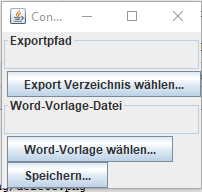 Con...
Exportpfad
Export Verzeichnis wählen...
Word-Vorlage-Datei
Word-Vorlage wählen...
Speichern...